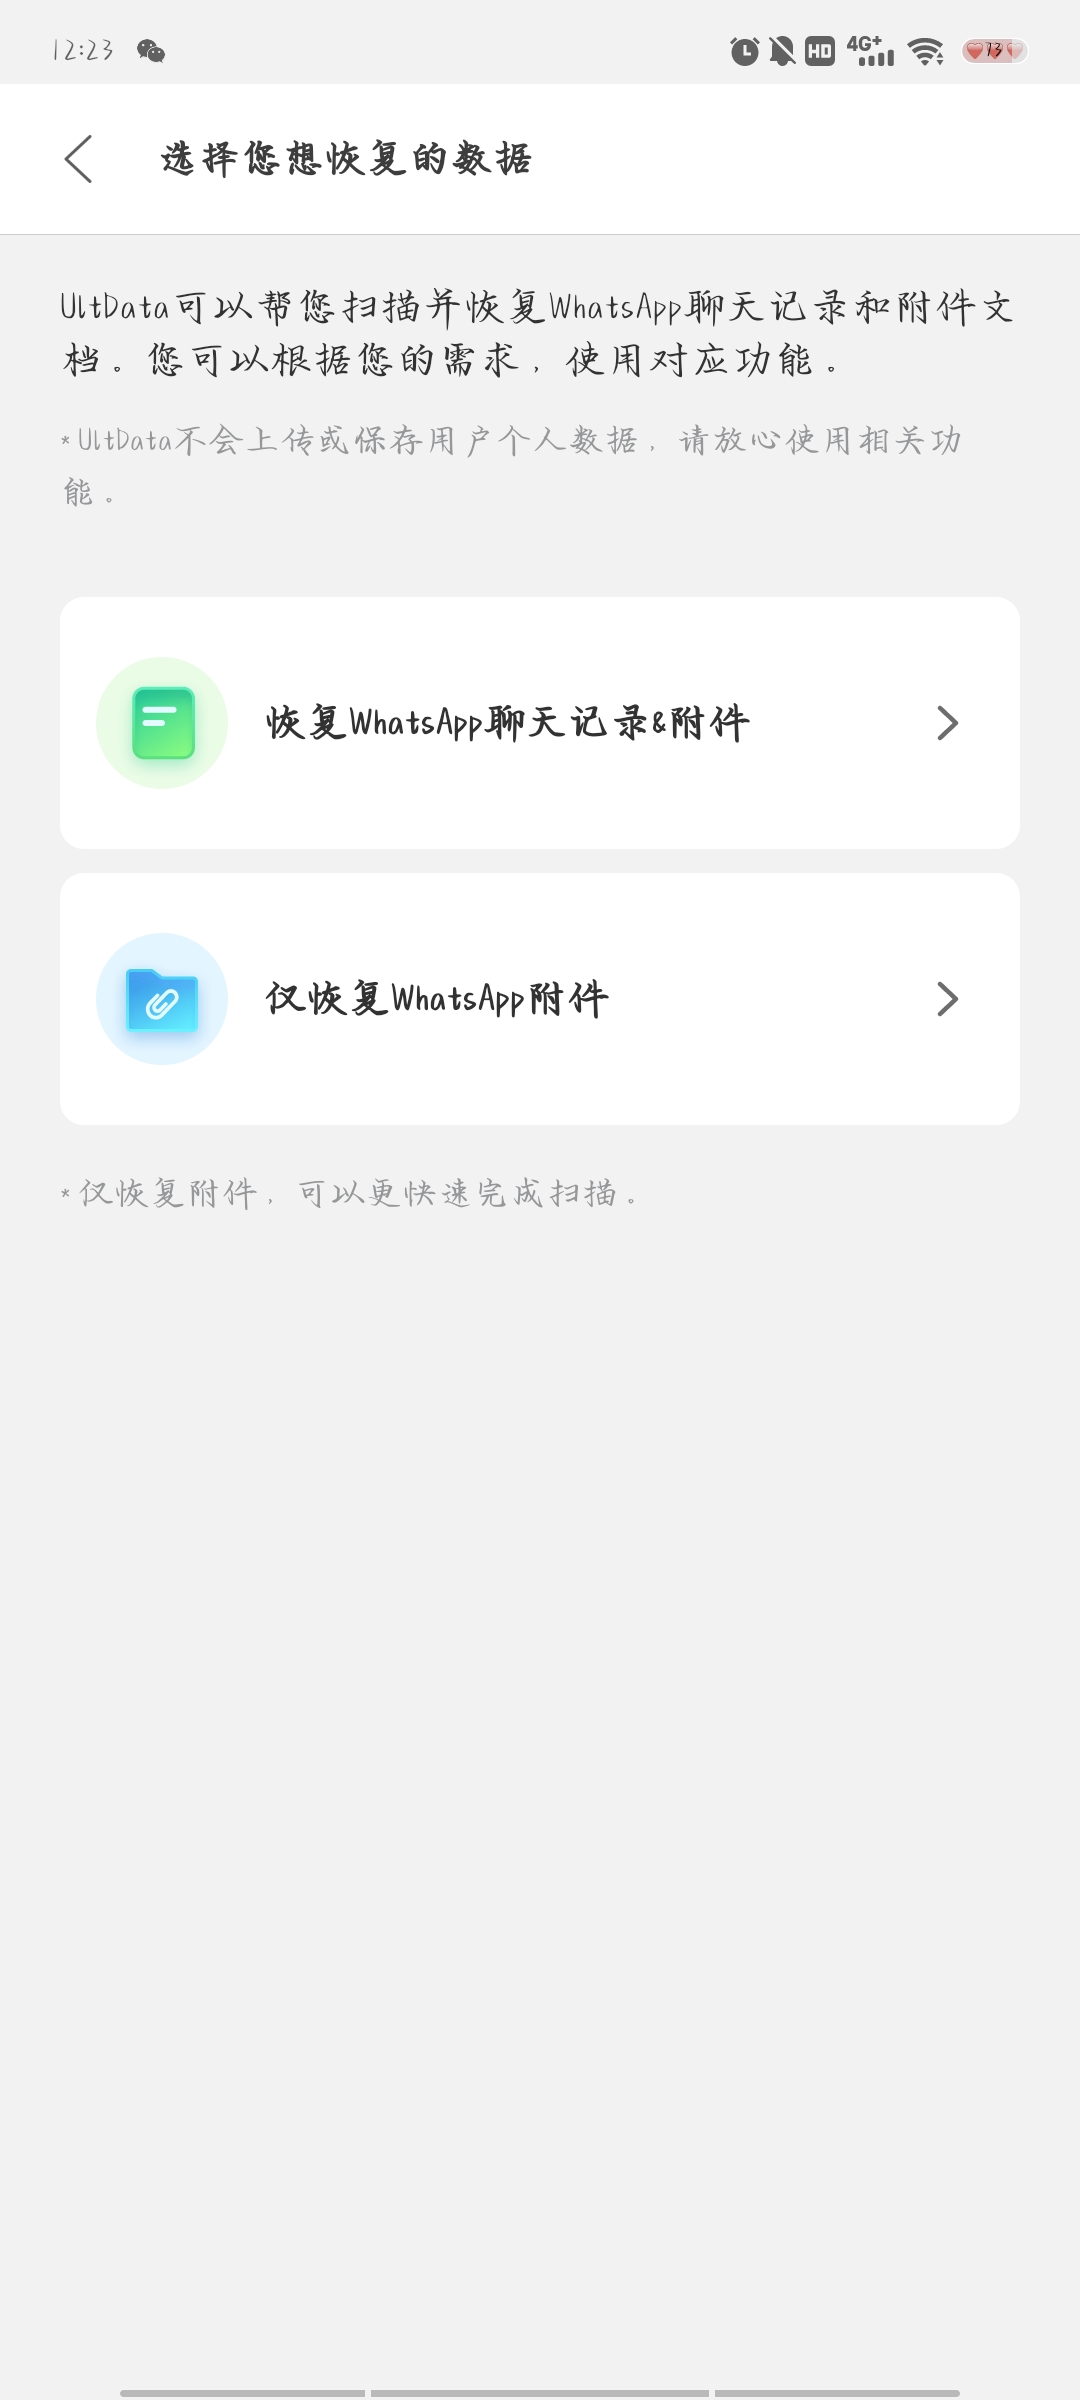 12:23
HD 4G+ 73
选择您想恢复的数据
UltData可以帮您扫描并恢复WhatsApp聊天记录和附件文
档。您可以根据您的需求，使用对应功能。
*UltData不会上传或保存用户个人数据，请放心使用相关功
能。
恢复WhatsApp聊天记录&附件
仅恢复WhatsApp附件
*仅恢复附件，可以更快速完成扫描。